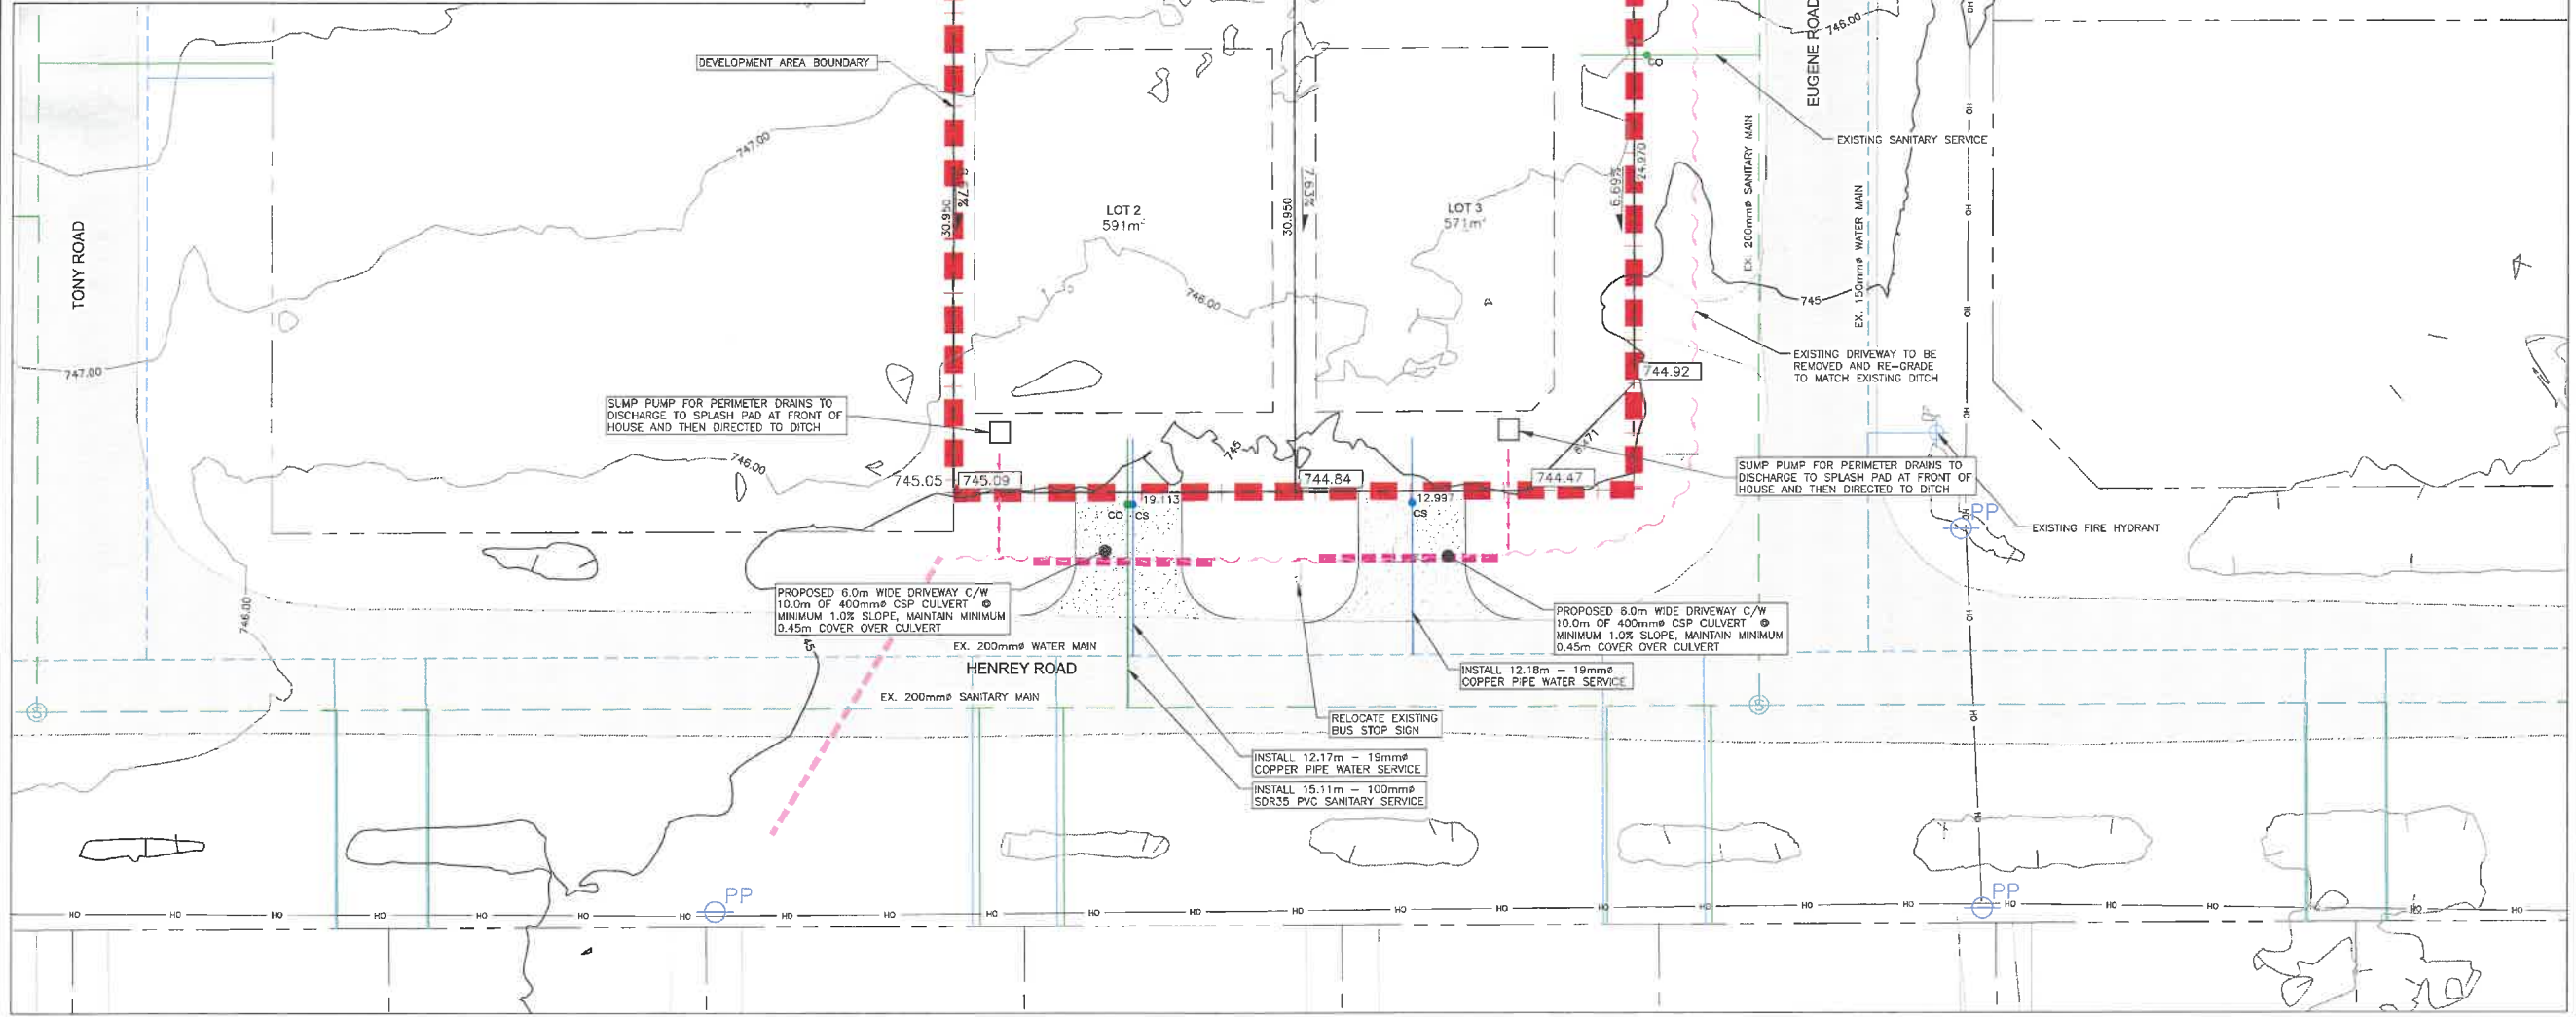 DEVELOPMENT AREA BOUNDARY
EUGENE ROAD
746.00
CO
EXISTING SANITARY SERVICE
747.00
EX. 200mmø SANITARY MAIN
EX. 150mmø WATER MAIN
TONY ROAD
30.950
LOT 2
591m²
30.950
7.63%
LOT 3
571m²
6.69%
24.970
746.00
745
747.00
EXISTING DRIVEWAY TO BE
REMOVED AND RE-GRADE
TO MATCH EXISTING DITCH
744.92
SUMP PUMP FOR PERIMETER DRAINS TO
DISCHARGE TO SPLASH PAD AT FRONT OF
HOUSE AND THEN DIRECTED TO DITCH
745
6.471
746.00
745.05
745.09
744.84
744.47
SUMP PUMP FOR PERIMETER DRAINS TO
DISCHARGE TO SPLASH PAD AT FRONT OF
HOUSE AND THEN DIRECTED TO DITCH
19.113
12.997
CO
CS
CS
PP
EXISTING FIRE HYDRANT
746.00
PROPOSED 6.0m WIDE DRIVEWAY C/W
10.0m OF 400mmø CSP CULVERT @
MINIMUM 1.0% SLOPE, MAINTAIN MINIMUM
0.45m COVER OVER CULVERT
PROPOSED 6.0m WIDE DRIVEWAY C/W
10.0m OF 400mmø CSP CULVERT @
MINIMUM 1.0% SLOPE, MAINTAIN MINIMUM
0.45m COVER OVER CULVERT
EX. 200mmø WATER MAIN
HENREY ROAD
EX. 200mmø SANITARY MAIN
INSTALL 12.18m - 19mmø
COPPER PIPE WATER SERVICE
S
S
RELOCATE EXISTING
BUS STOP SIGN
INSTALL 12.17m - 19mmø
COPPER PIPE WATER SERVICE
INSTALL 15.11m - 100mmø
SDR35 PVC SANITARY SERVICE
PP
PP